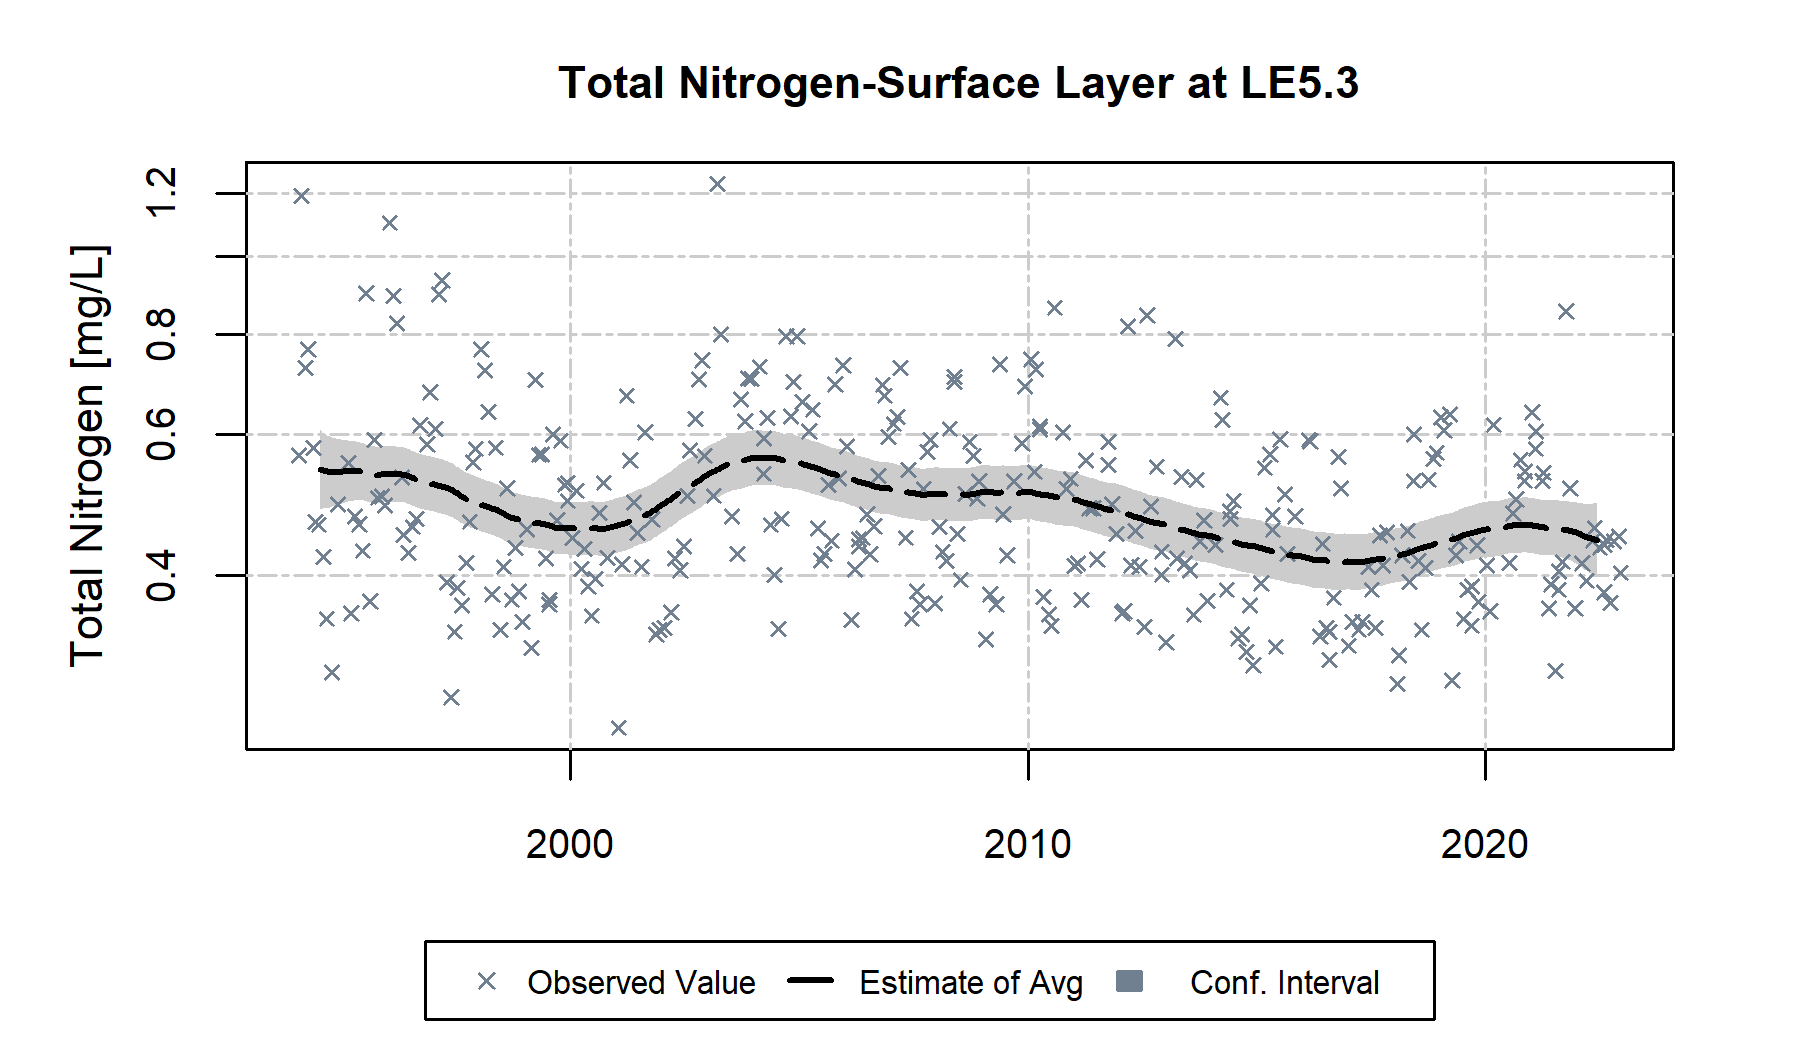 Total Nitrogen-Surface Layer at LE5.3
Total Nitrogen [mg/L]
1.2
0.8
0.6
0.4
2000
2010
2020
Observed Value
Estimate of Avg
Conf. Interval